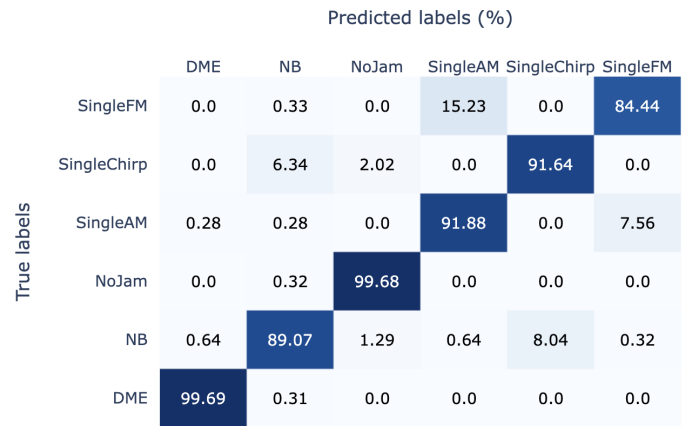 Predicted labels (%)
DME NB NoJam SingleAM SingleChirp SingleFM
SingleFM 0.0 0.33 0.0 15.23 0.0 84.44
SingleChirp 0.0 6.34 2.02 0.0 91.64 0.0
SingleAM 0.28 0.28 0.0 91.88 0.0 7.56
NoJam 0.0 0.32 99.68 0.0 0.0 0.0
NB 0.64 89.07 1.29 0.64 8.04 0.32
DME 99.69 0.31 0.0 0.0 0.0 0.0
True labels